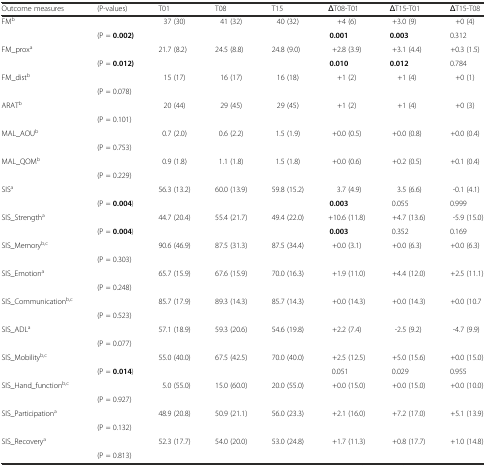 Outcome measures (P-values) T01 T08 T15 ΔT08-T01 ΔT15-T01 ΔT15-T08
FMᵇ 37 (30) 41 (32) 40 (32) +4 (6) +3.0 (9) +0 (4)
(P = 0.002) 0.001 0.003 0.312
FM_proxᵃ 21.7 (8.2) 24.5 (8.8) 24.8 (9.0) +2.8 (3.9) +3.1 (4.4) +0.3 (1.5)
(P = 0.012) 0.010 0.012 0.784
FM_distᵇ 15 (17) 16 (17) 16 (18) +1 (2) +1 (4) +0 (1)
(P = 0.078)
ARATᵇ 20 (44) 29 (45) 29 (45) +1 (2) +1 (4) +0 (3)
(P = 0.101)
MAL_AOUᵇ 0.7 (2.0) 0.6 (2.2) 1.5 (1.9) +0.0 (0.5) +0.0 (0.8) +0.0 (0.4)
(P = 0.753)
MAL_QOMᵇ 0.9 (1.8) 1.1 (1.8) 1.5 (1.8) +0.0 (0.6) +0.2 (0.5) +0.1 (0.4)
(P = 0.229)
SISᵃ 56.3 (13.2) 60.0 (13.9) 59.8 (15.2) 3.7 (4.9) 3.5 (6.6) -0.1 (4.1)
(P = 0.004) 0.003 0.055 0.999
SIS_Strengthᵃ 44.7 (20.4) 55.4 (21.7) 49.4 (22.0) +10.6 (11.8) +4.7 (13.6) -5.9 (15.0)
(P = 0.004) 0.003 0.352 0.169
SIS_Memoryᵇ,ᶜ 90.6 (46.9) 87.5 (31.3) 87.5 (34.4) +0.0 (3.1) +0.0 (6.3) +0.0 (6.3)
(P = 0.303)
SIS_Emotionᵃ 65.7 (15.9) 67.6 (15.9) 70.0 (16.3) +1.9 (11.0) +4.4 (12.0) +2.5 (11.1)
(P = 0.248)
SIS_Communicationᵇ,ᶜ 85.7 (17.9) 89.3 (14.3) 85.7 (14.3) +0.0 (14.3) +0.0 (14.3) +0.0 (10.7
(P = 0.523)
SIS_ADLᵃ 57.1 (18.9) 59.3 (20.6) 54.6 (19.8) +2.2 (7.4) -2.5 (9.2) -4.7 (9.9)
(P = 0.077)
SIS_Mobilityᵇ,ᶜ 55.0 (40.0) 67.5 (42.5) 70.0 (40.0) +2.5 (12.5) +5.0 (15.6) +0.0 (15.0)
(P = 0.014) 0.051 0.029 0.955
SIS_Hand_functionᵇ,ᶜ 5.0 (55.0) 15.0 (60.0) 20.0 (55.0) +0.0 (15.0) +0.0 (15.0) +0.0 (10.0)
(P = 0.927)
SIS_Participationᵃ 48.9 (20.8) 50.9 (21.1) 56.0 (23.3) +2.1 (16.0) +7.2 (17.0) +5.1 (13.9)
(P = 0.132)
SIS_Recoveryᵃ 52.3 (17.7) 54.0 (20.0) 53.0 (24.8) +1.7 (11.3) +0.8 (17.7) +1.0 (14.8)
(P = 0.813)